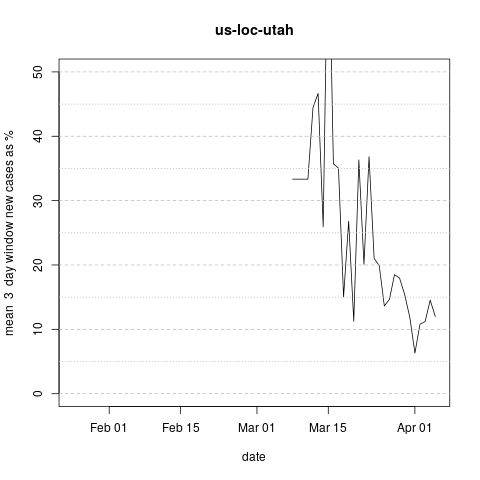 us-loc-utah
mean  3  day window new cases as %
50
40
30
20
10
0
Feb 01
Feb 15
Mar 01
Mar 15
Apr 01
date